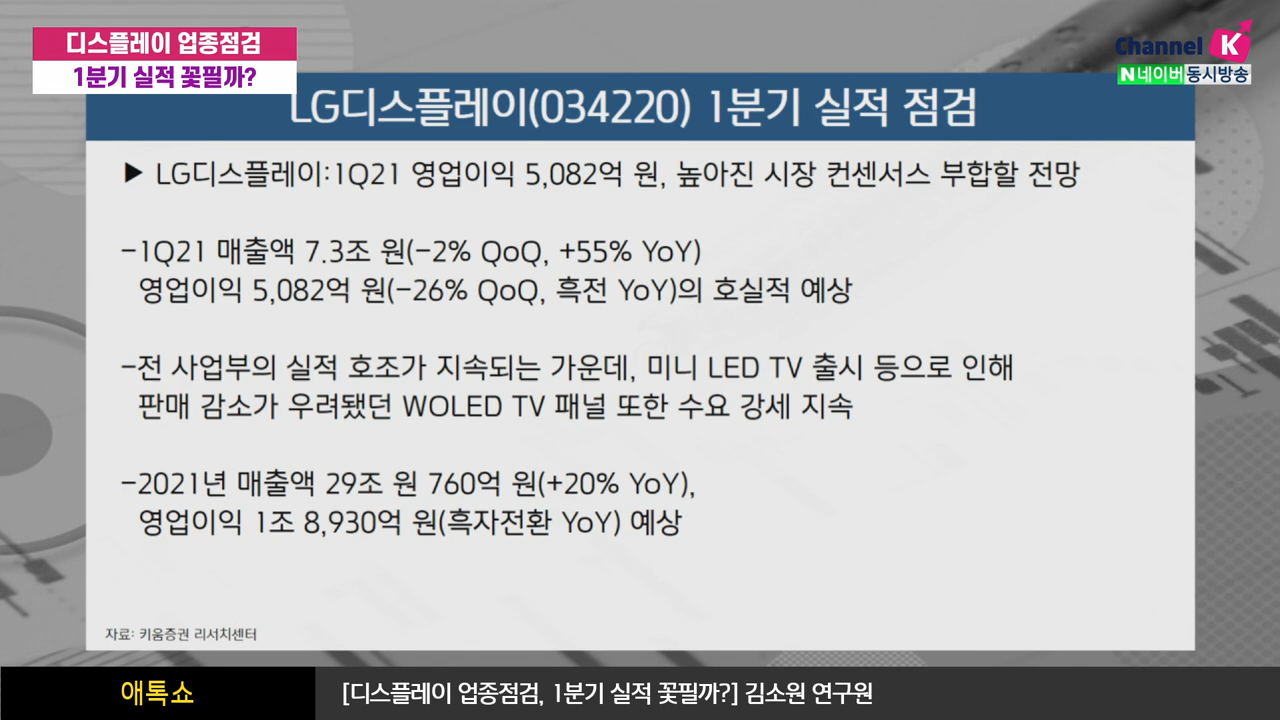 디스플레이 업종점검
1분기 실적 꽃필까?
Channel K
N 네이버 동시방송
LG디스플레이(034220) 1분기 실적 점검
▶ LG디스플레이:1Q21 영업이익 5,082억 원, 높아진 시장 컨센서스 부합할 전망
-1Q21 매출액 7.3조 원(-2% QoQ, +55% YoY)
영업이익 5,082억 원(-26% QoQ, 흑전 YoY)의 호실적 예상
-전 사업부의 실적 호조가 지속되는 가운데, 미니 LED TV 출시 등으로 인해
판매 감소가 우려됐던 WOLED TV 패널 또한 수요 강세 지속
-2021년 매출액 29조 원 760억 원(+20% YoY),
영업이익 1조 8,930억 원(흑자전환 YoY) 예상
자료: 키움증권 리서치센터
애톡쇼
[디스플레이 업종점검, 1분기 실적 꽃필까?] 김소원 연구원